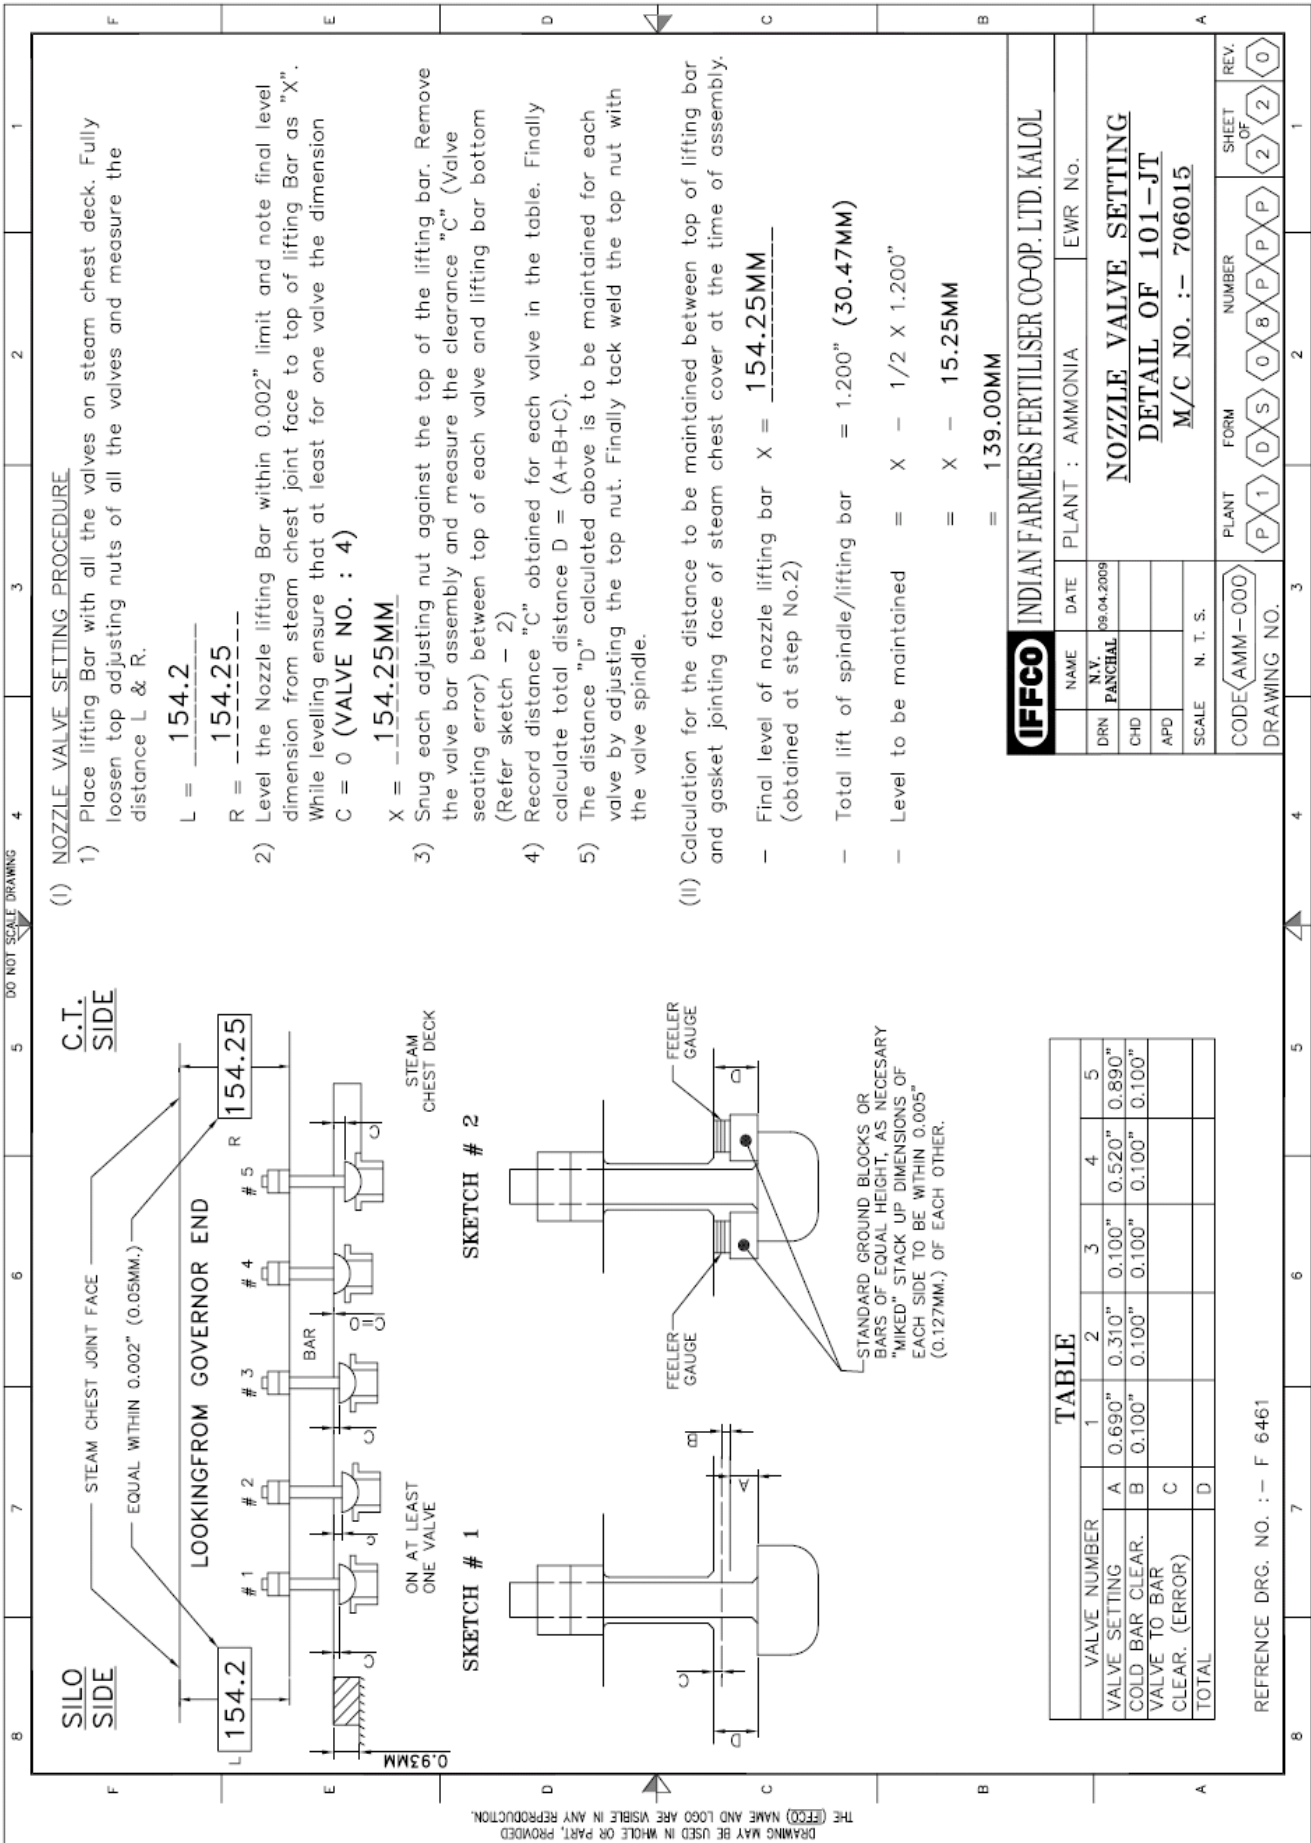 DO NOT SCALE DRAWING
8 7 6 5 4 3 2 1
F
E
D
C
B
A
SILO
SIDE
C.T.
SIDE
STEAM CHEST JOINT FACE
EQUAL WITHIN 0.002" (0.05MM.)
L
154.2
154.25
R
LOOKINGFROM GOVERNOR END
# 1
# 2
# 3
# 4
# 5
BAR
C
C
C
C=0
C
0.93MM
ON AT LEAST
ONE VALVE
STEAM
CHEST DECK
SKETCH # 1
SKETCH # 2
C
D
A
B
D
FEELER
GAUGE
FEELER
GAUGE
STANDARD GROUND BLOCKS OR
BARS OF EQUAL HEIGHT, AS NECESARY
"MIKED" STACK UP DIMENSIONS OF
EACH SIDE TO BE WITHIN 0.005"
(0.127MM.) OF EACH OTHER.
TABLE
VALVE NUMBER 1 2 3 4 5
VALVE SETTING A 0.690" 0.310" 0.100" 0.520" 0.890"
COLD BAR CLEAR. B 0.100" 0.100" 0.100" 0.100" 0.100"
VALVE TO BAR
CLEAR. (ERROR) C
TOTAL D
REFRENCE DRG. NO. :- F 6461
(I) NOZZLE VALVE SETTING PROCEDURE
1) Place lifting Bar with all the valves on steam chest deck. Fully
loosen top adjusting nuts of all the valves and measure the
distance L & R.
L = 154.2
R = 154.25
2) Level the Nozzle lifting Bar within 0.002" limit and note final level
dimension from steam chest joint face to top of lifting Bar as "X".
While levelling ensure that at least for one valve the dimension
C = 0 (VALVE NO. : 4)
X = 154.25MM
3) Snug each adjusting nut against the top of the lifting bar. Remove
the valve bar assembly and measure the clearance "C" (Valve
seating error) between top of each valve and lifting bar bottom
(Refer sketch - 2)
4) Record distance "C" obtained for each valve in the table. Finally
calculate total distance D = (A+B+C).
5) The distance "D" calculated above is to be maintained for each
valve by adjusting the top nut. Finally tack weld the top nut with
the valve spindle.
(II) Calculation for the distance to be maintained between top of lifting bar
and gasket jointing face of steam chest cover at the time of assembly.
- Final level of nozzle lifting bar X = 154.25MM
(obtained at step No.2)
- Total lift of spindle/lifting bar = 1.200" (30.47MM)
- Level to be maintained = X - 1/2 X 1.200"
= X - 15.25MM
= 139.00MM
IFFCO INDIAN FARMERS FERTILISER CO-OP. LTD. KALOL
NAME DATE PLANT : AMMONIA EWR No.
DRN N.V. PANCHAL 09.04.2009
CHD
APD
SCALE N. T. S.
NOZZLE VALVE SETTING
DETAIL OF 101-JT
M/C NO. :- 706015
CODE AMM-000
DRAWING NO.
PLANT FORM NUMBER SHEET OF REV.
P 1 D S 0 8 P P P 2 2 0
8 7 6 5 4 3 2 1
F
E
D
C
B
A
DRAWING MAY BE USED IN WHOLE OR PART, PROVIDED
THE (IFFCO) NAME AND LOGO ARE VISIBLE IN ANY REPRODUCTION.